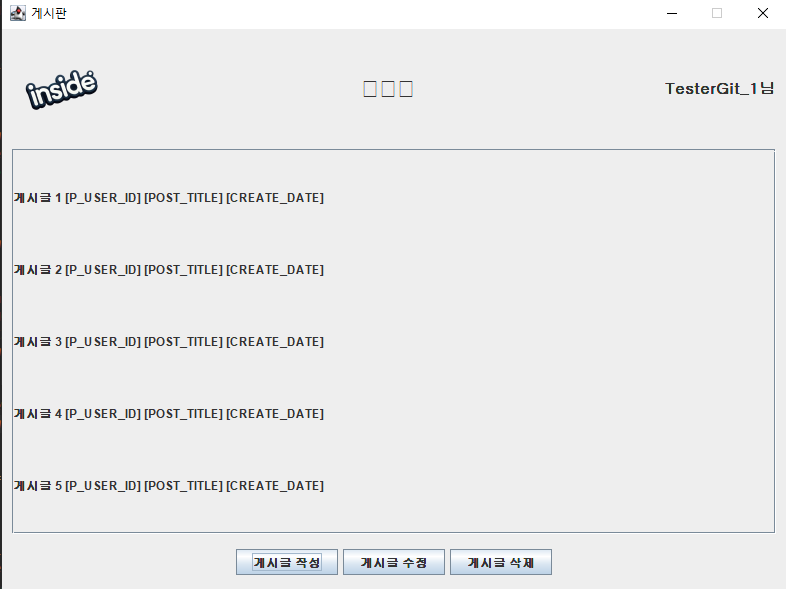 게시판
inside
TesterGit_1님
게시글 1 [P_USER_ID] [POST_TITLE] [CREATE_DATE]
게시글 2 [P_USER_ID] [POST_TITLE] [CREATE_DATE]
게시글 3 [P_USER_ID] [POST_TITLE] [CREATE_DATE]
게시글 4 [P_USER_ID] [POST_TITLE] [CREATE_DATE]
게시글 5 [P_USER_ID] [POST_TITLE] [CREATE_DATE]
게시글 작성 게시글 수정 게시글 삭제